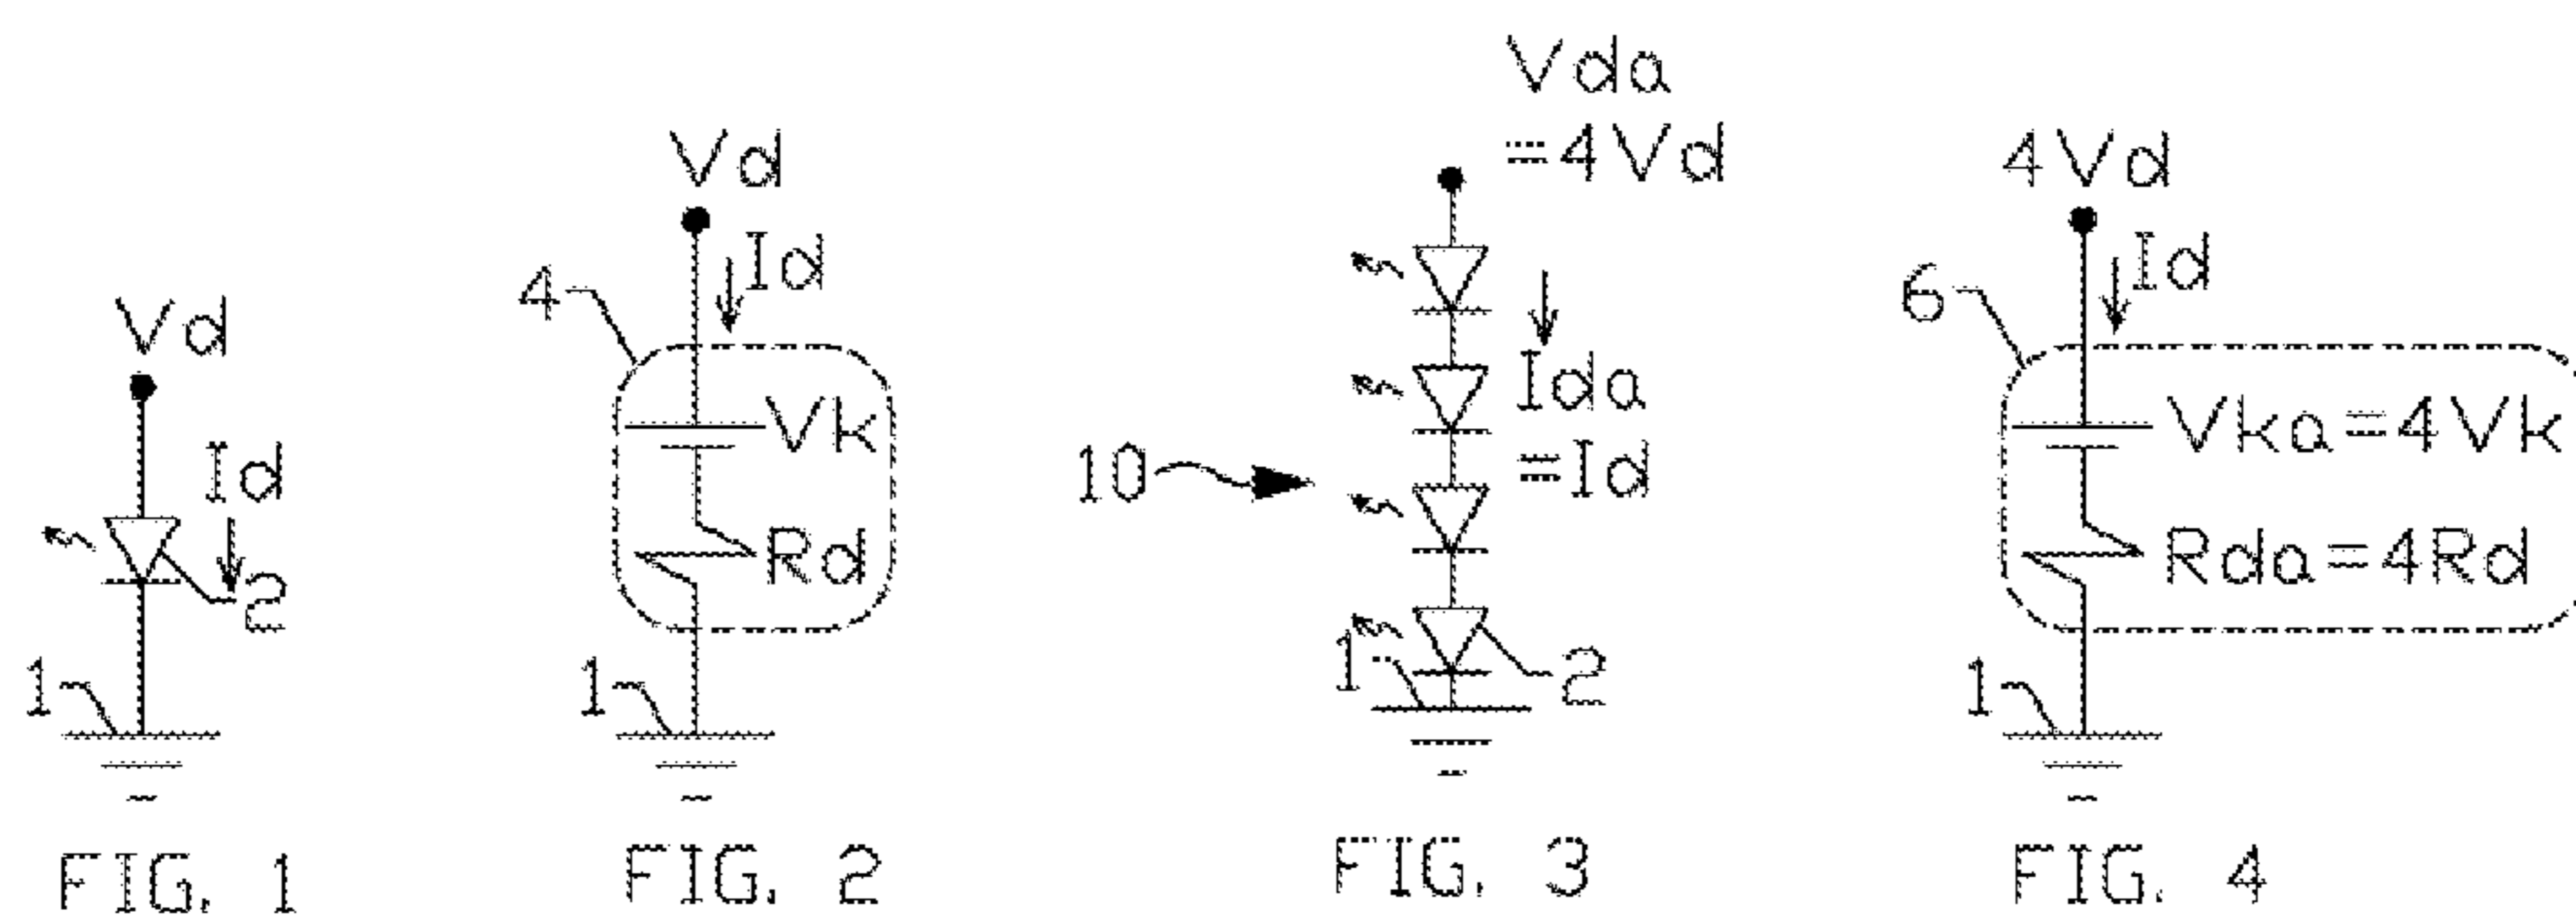 Vd
Id
2
1
FIG. 1
Vd
Id
4
Vk
Rd
1
FIG. 2
Vda
=4Vd
Ida
=Id
10
1
2
FIG. 3
4Vd
Id
6
Vka=4Vk
Rda=4Rd
1
FIG. 4